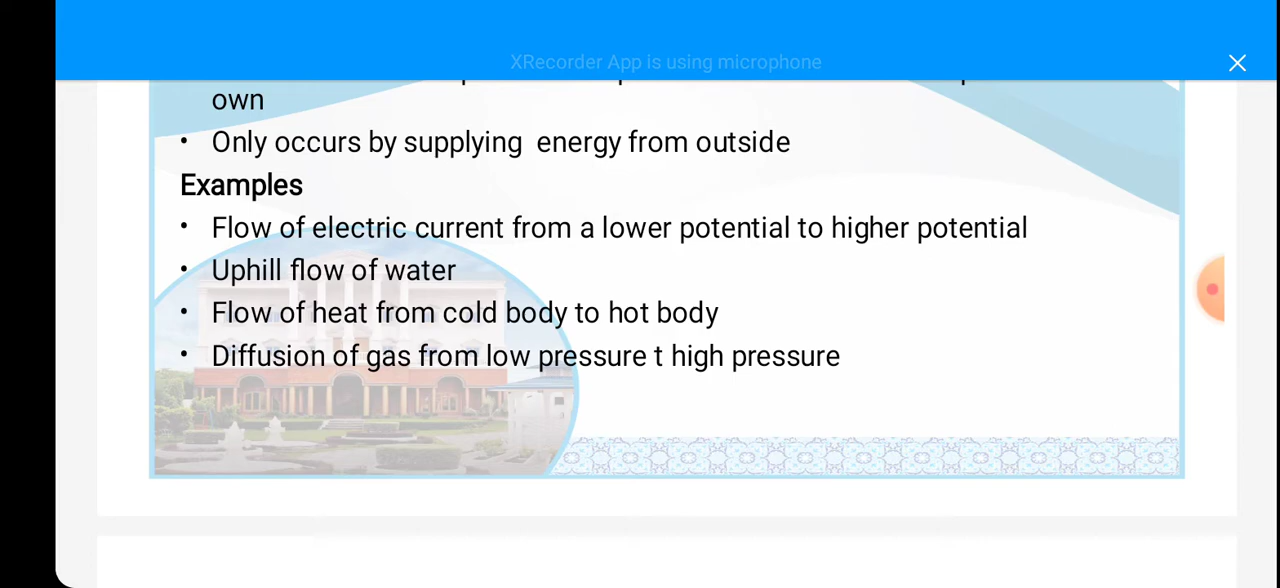 XRecorder App is using microphone
own
• Only occurs by supplying energy from outside
Examples
• Flow of electric current from a lower potential to higher potential
• Uphill flow of water
• Flow of heat from cold body to hot body
• Diffusion of gas from low pressure t high pressure